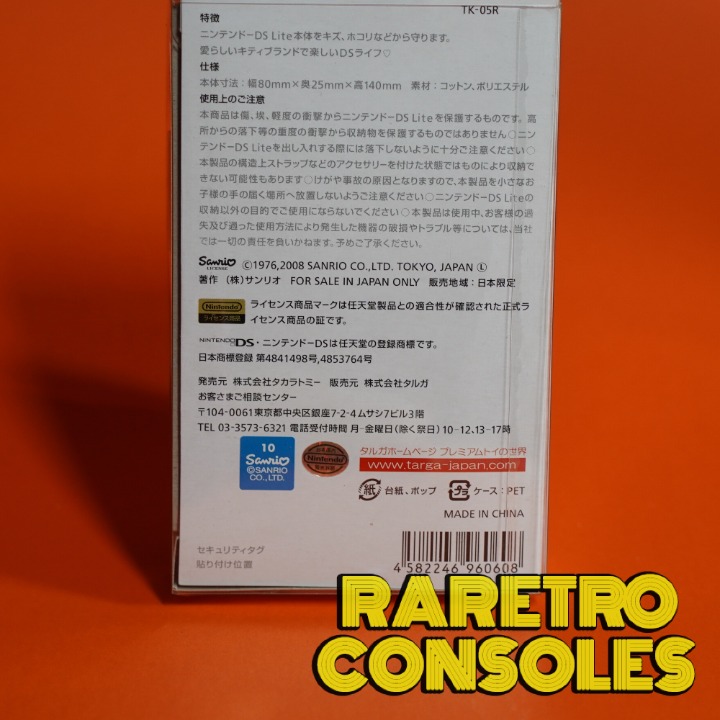 TK-05R
特徴
ニンテンドーDS Lite本体をキズ、ホコリなどから守ります。
愛らしいキティブランドで楽しいDSライフ♡
仕様
本体寸法：幅80mm×奥25mm×高140mm　素材：コットン、ポリエステル
使用上のご注意
本商品は傷、埃、軽度の衝撃からニンテンドーDS Liteを保護するものです。高
所からの落下等の重度の衝撃から収納物を保護するものではありません○ニン
テンドーDS Liteを出し入れする際には落下しないように十分ご注意ください○
本製品の構造上ストラップなどのアクセサリーを付けた状態ではものにより収納で
きない可能性もあります○けがや事故の原因となりますので、本製品を小さなお
子様の手の届く場所へ放置しないようご注意ください○ニンテンドーDS Liteの
収納以外の目的でご使用にならないでください○本製品は使用中、お客様の過
失及び過った使用方法により発生した機器の破損やトラブル等については、当社
では一切の責任を負いかねます。予めご了承ください。
Sanrio LICENSE ©1976,2008 SANRIO CO.,LTD. TOKYO, JAPAN Ⓛ
著作（株）サンリオ　FOR SALE IN JAPAN ONLY　販売地域：日本限定
Nintendo ライセンス商品 ライセンス商品マークは任天堂製品との適合性が確認された正式ラ
イセンス商品の証です。
NINTENDO DS・ニンテンドーDSは任天堂の登録商標です。
日本商標登録 第4841498号,4853764号
発売元 株式会社タカラトミー　販売元 株式会社タルガ
お客さまご相談センター
〒104-0061東京都中央区銀座7-2-4ムサシ7ビル3階
TEL 03-3573-6321 電話受付時間 月-金曜日（除く祭日）10-12.13-17時
10
Sanrio
©SANRIO
CO.,LTD.
Nintendo
タルガホームページ プレミアムトイの世界
www.targa-japan.com
紙 台紙、ポップ　プラ ケース：PET
MADE IN CHINA
セキュリティタグ
貼り付け位置
4 582246 960608
RARETRO
CONSOLES